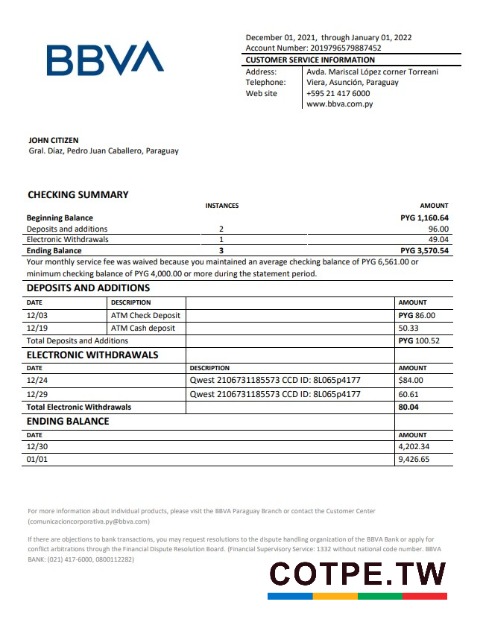 BBVA
December 01, 2021, through January 01, 2022
Account Number: 2019796579887452
CUSTOMER SERVICE INFORMATION
Address: Avda. Mariscal López corner Torreani
Telephone: Viera, Asunción, Paraguay
Web site +595 21 417 6000
www.bbva.com.py
JOHN CITIZEN
Gral. Diaz, Pedro Juan Caballero, Paraguay
CHECKING SUMMARY
INSTANCES AMOUNT
Beginning Balance PYG 1,160.64
Deposits and additions 2 96.00
Electronic Withdrawals 1 49.04
Ending Balance 3 PYG 3,570.54
Your monthly service fee was waived because you maintained an average checking balance of PYG 6,561.00 or
minimum checking balance of PYG 4,000.00 or more during the statement period.
DEPOSITS AND ADDITIONS
DATE DESCRIPTION AMOUNT
12/03 ATM Check Deposit PYG 86.00
12/19 ATM Cash deposit 50.33
Total Deposits and Additions PYG 100.52
ELECTRONIC WITHDRAWALS
DATE DESCRIPTION AMOUNT
12/24 Qwest 2106731185573 CCD ID: 8L065p4177 $84.00
12/29 Qwest 2106731185573 CCD ID: 8L065p4177 60.61
Total Electronic Withdrawals 80.04
ENDING BALANCE
DATE AMOUNT
12/30 4,202.34
01/01 9,426.65
For more information about individual products, please visit the BBVA Paraguay Branch or contact the Customer Center
(comunicacioncorporativa.py@bbva.com)
If there are objections to bank transactions, you may request resolutions to the dispute handling organization of the BBVA Bank or apply for
conflict arbitrations through the Financial Dispute Resolution Board. (Financial Supervisory Service: 1332 without national code number. BBVA
BANK: (021) 417-6000, 0800112282)
COTPE.TW